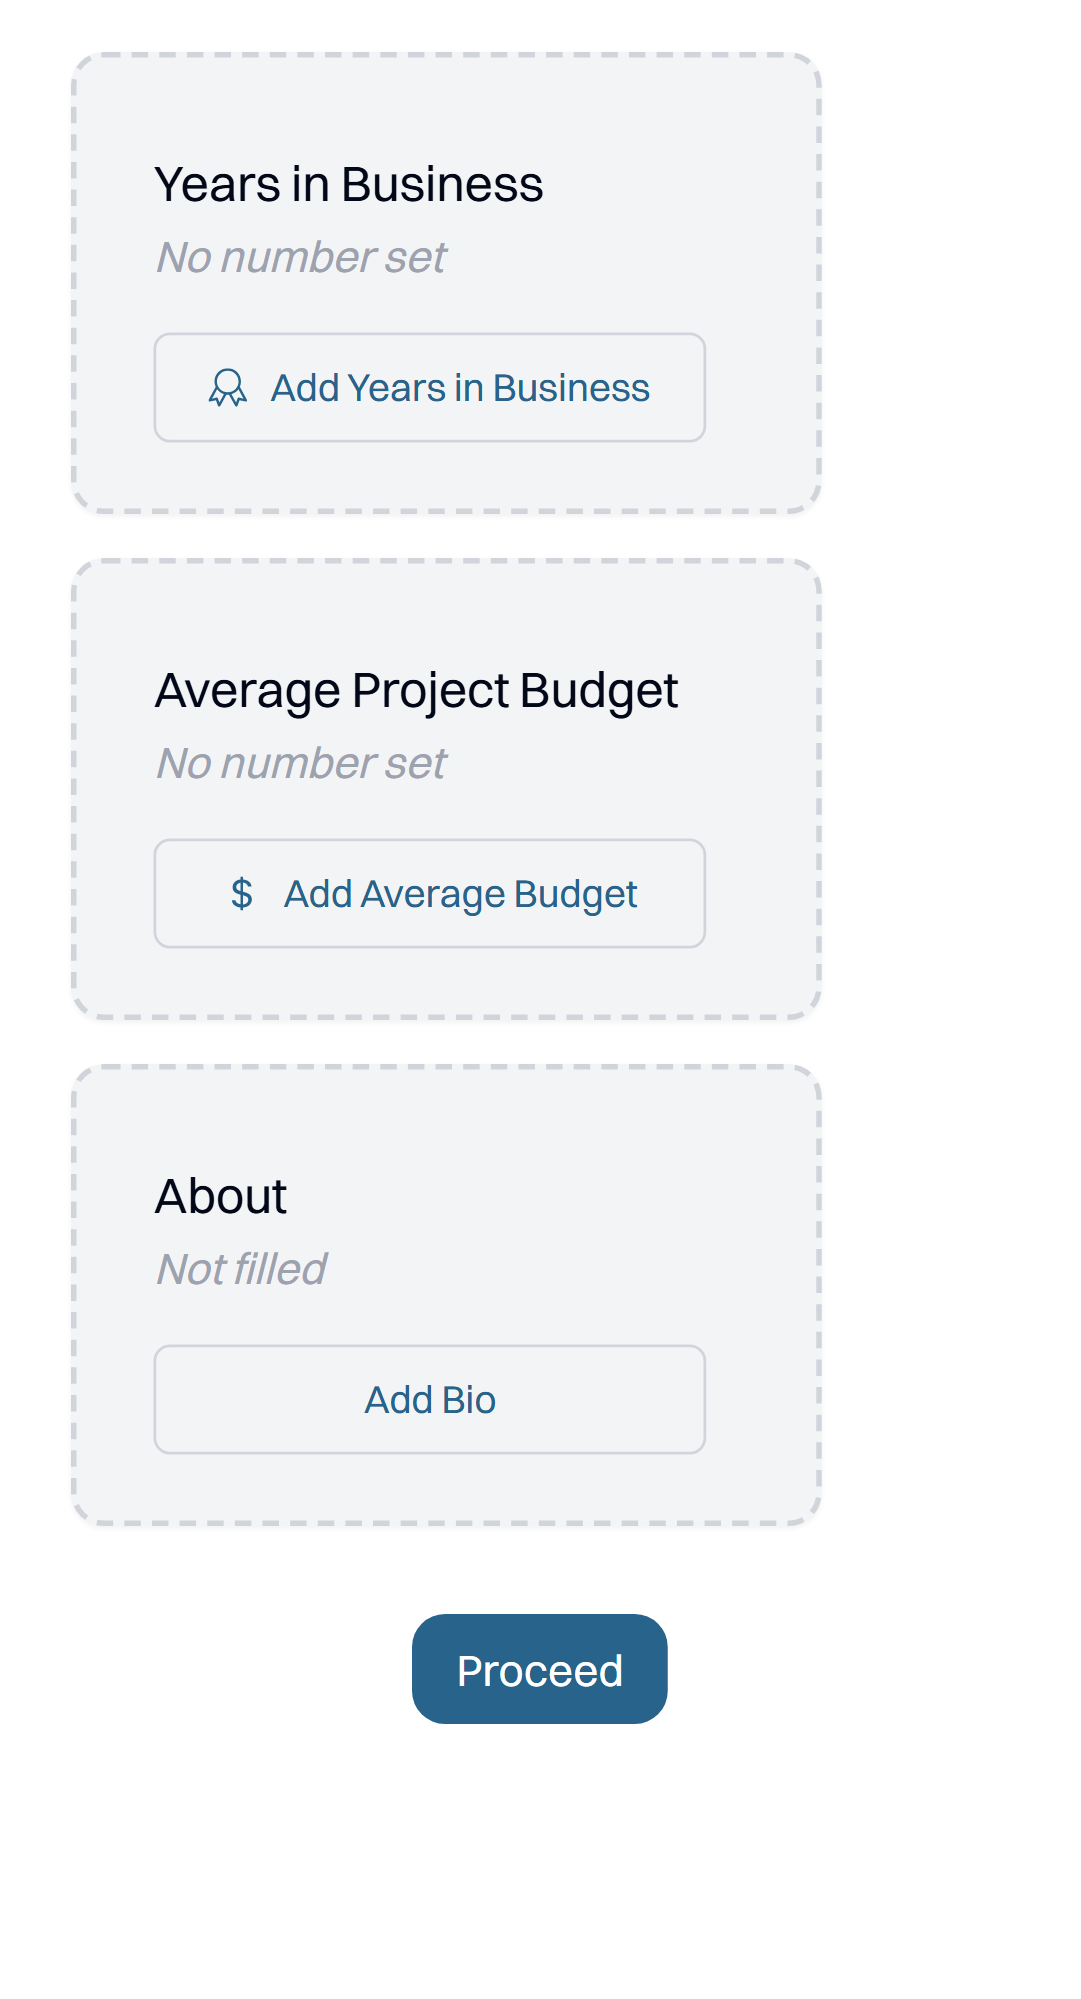 Years in Business
No number set
Add Years in Business
Average Project Budget
No number set
$ Add Average Budget
About
Not filled
Add Bio
Proceed